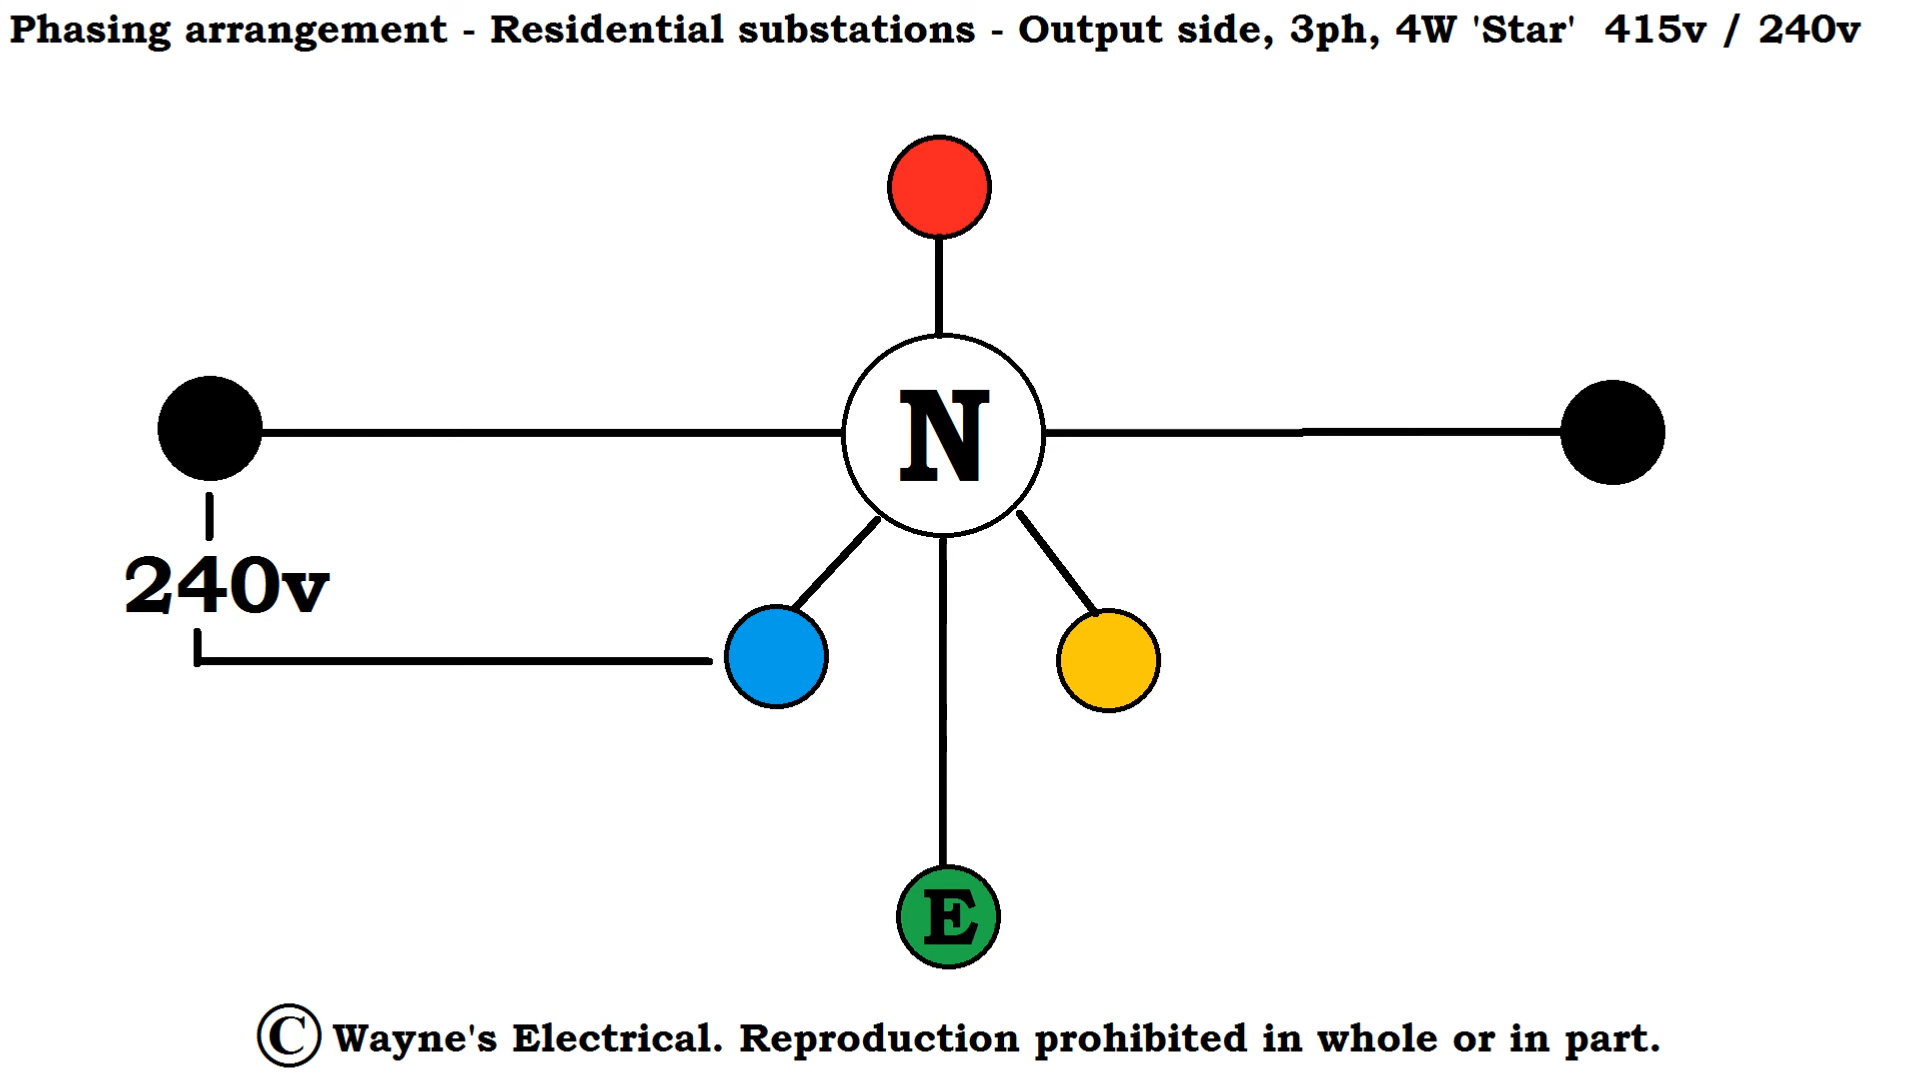 Phasing arrangement - Residential substations - Output side, 3ph, 4W 'Star' 415v / 240v
N
240v
E
© Wayne's Electrical. Reproduction prohibited in whole or in part.